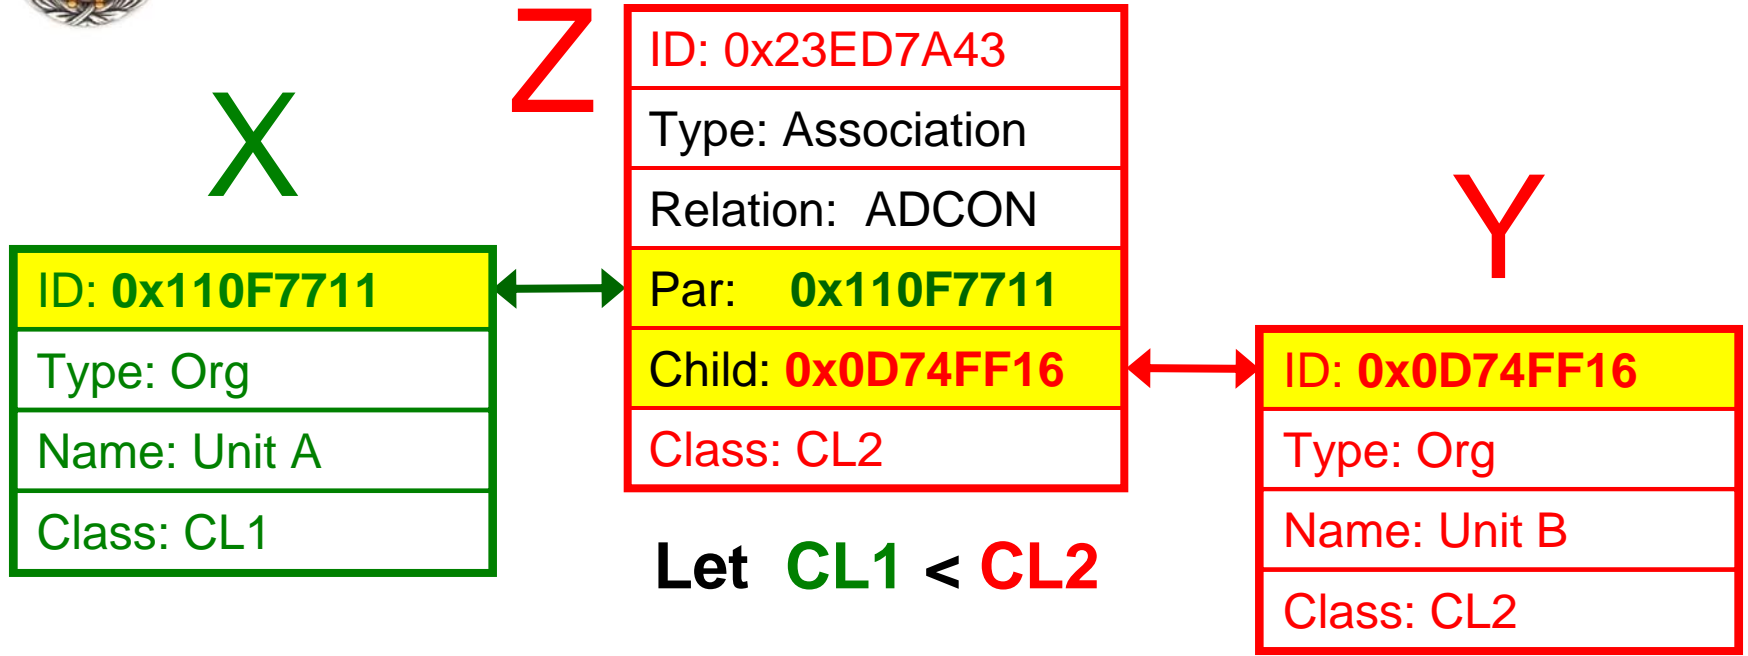 X
ID: 0x110F7711
Type: Org
Name: Unit A
Class: CL1
Z
ID: 0x23ED7A43
Type: Association
Relation: ADCON
Par: 0x110F7711
Child: 0x0D74FF16
Class: CL2
Let CL1 < CL2
Y
ID: 0x0D74FF16
Type: Org
Name: Unit B
Class: CL2